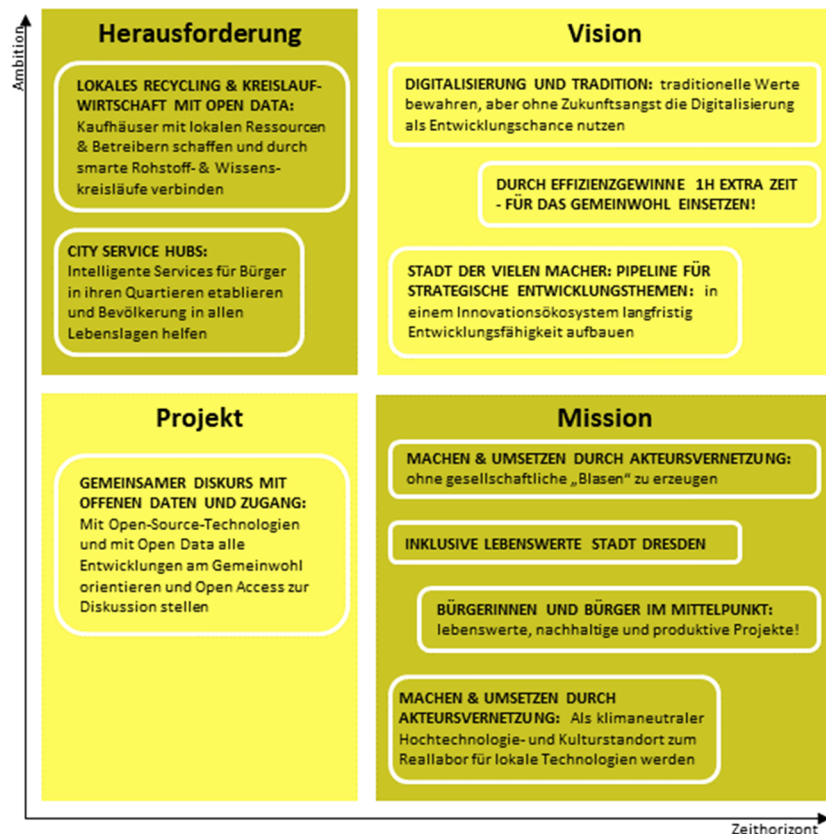 Ambition
Herausforderung
LOKALES RECYCLING & KREISLAUF-
WIRTSCHAFT MIT OPEN DATA:
Kaufhäuser mit lokalen Ressourcen
& Betreibern schaffen und durch
smarte Rohstoff- & Wissens-
kreisläufe verbinden
CITY SERVICE HUBS:
Intelligente Services für Bürger
in ihren Quartieren etablieren
und Bevölkerung in allen
Lebenslagen helfen
Vision
DIGITALISIERUNG UND TRADITION: traditionelle Werte
bewahren, aber ohne Zukunftsangst die Digitalisierung
als Entwicklungschance nutzen
DURCH EFFIZIENZGEWINNE 1H EXTRA ZEIT
- FÜR DAS GEMEINWOHL EINSETZEN!
STADT DER VIELEN MACHER: PIPELINE FÜR
STRATEGISCHE ENTWICKLUNGSTHEMEN: in
einem Innovationsökosystem langfristig
Entwicklungsfähigkeit aufbauen
Projekt
GEMEINSAMER DISKURS MIT
OFFENEN DATEN UND ZUGANG:
Mit Open-Source-Technologien
und mit Open Data alle
Entwicklungen am Gemeinwohl
orientieren und Open Access zur
Diskussion stellen
Mission
MACHEN & UMSETZEN DURCH AKTEURSVERNETZUNG:
ohne gesellschaftliche „Blasen“ zu erzeugen
INKLUSIVE LEBENSWERTE STADT DRESDEN
BÜRGERINNEN UND BÜRGER IM MITTELPUNKT:
lebenswerte, nachhaltige und produktive Projekte!
MACHEN & UMSETZEN DURCH
AKTEURSVERNETZUNG: Als klimaneutraler
Hochtechnologie- und Kulturstandort zum
Reallabor für lokale Technologien werden
Zeithorizont